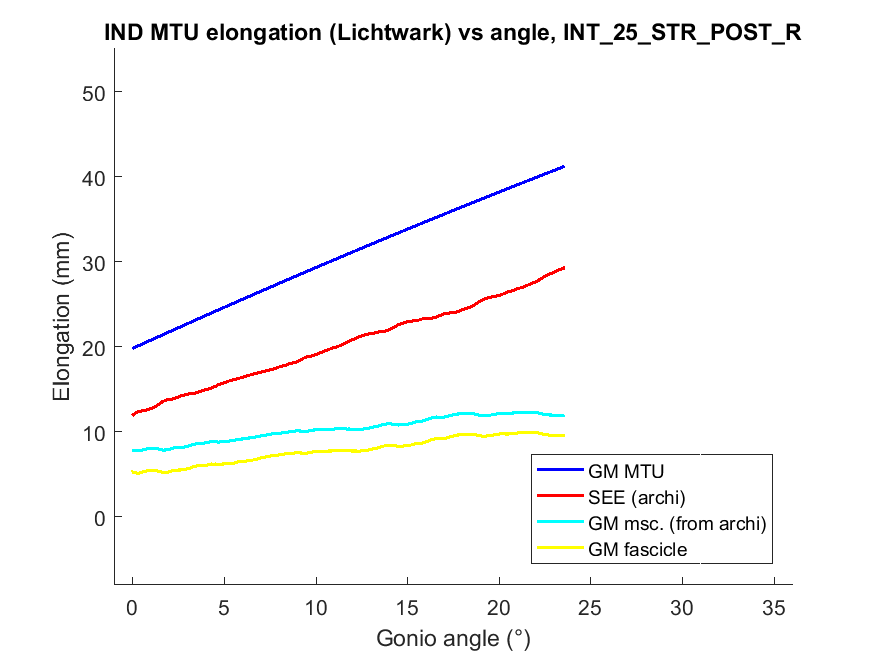 IND MTU elongation (Lichtwark) vs angle, INT_25_STR_POST_R
Elongation (mm)
50
40
30
20
10
0
0 5 10 15 20 25 30 35
Gonio angle (°)
GM MTU
SEE (archi)
GM msc. (from archi)
GM fascicle